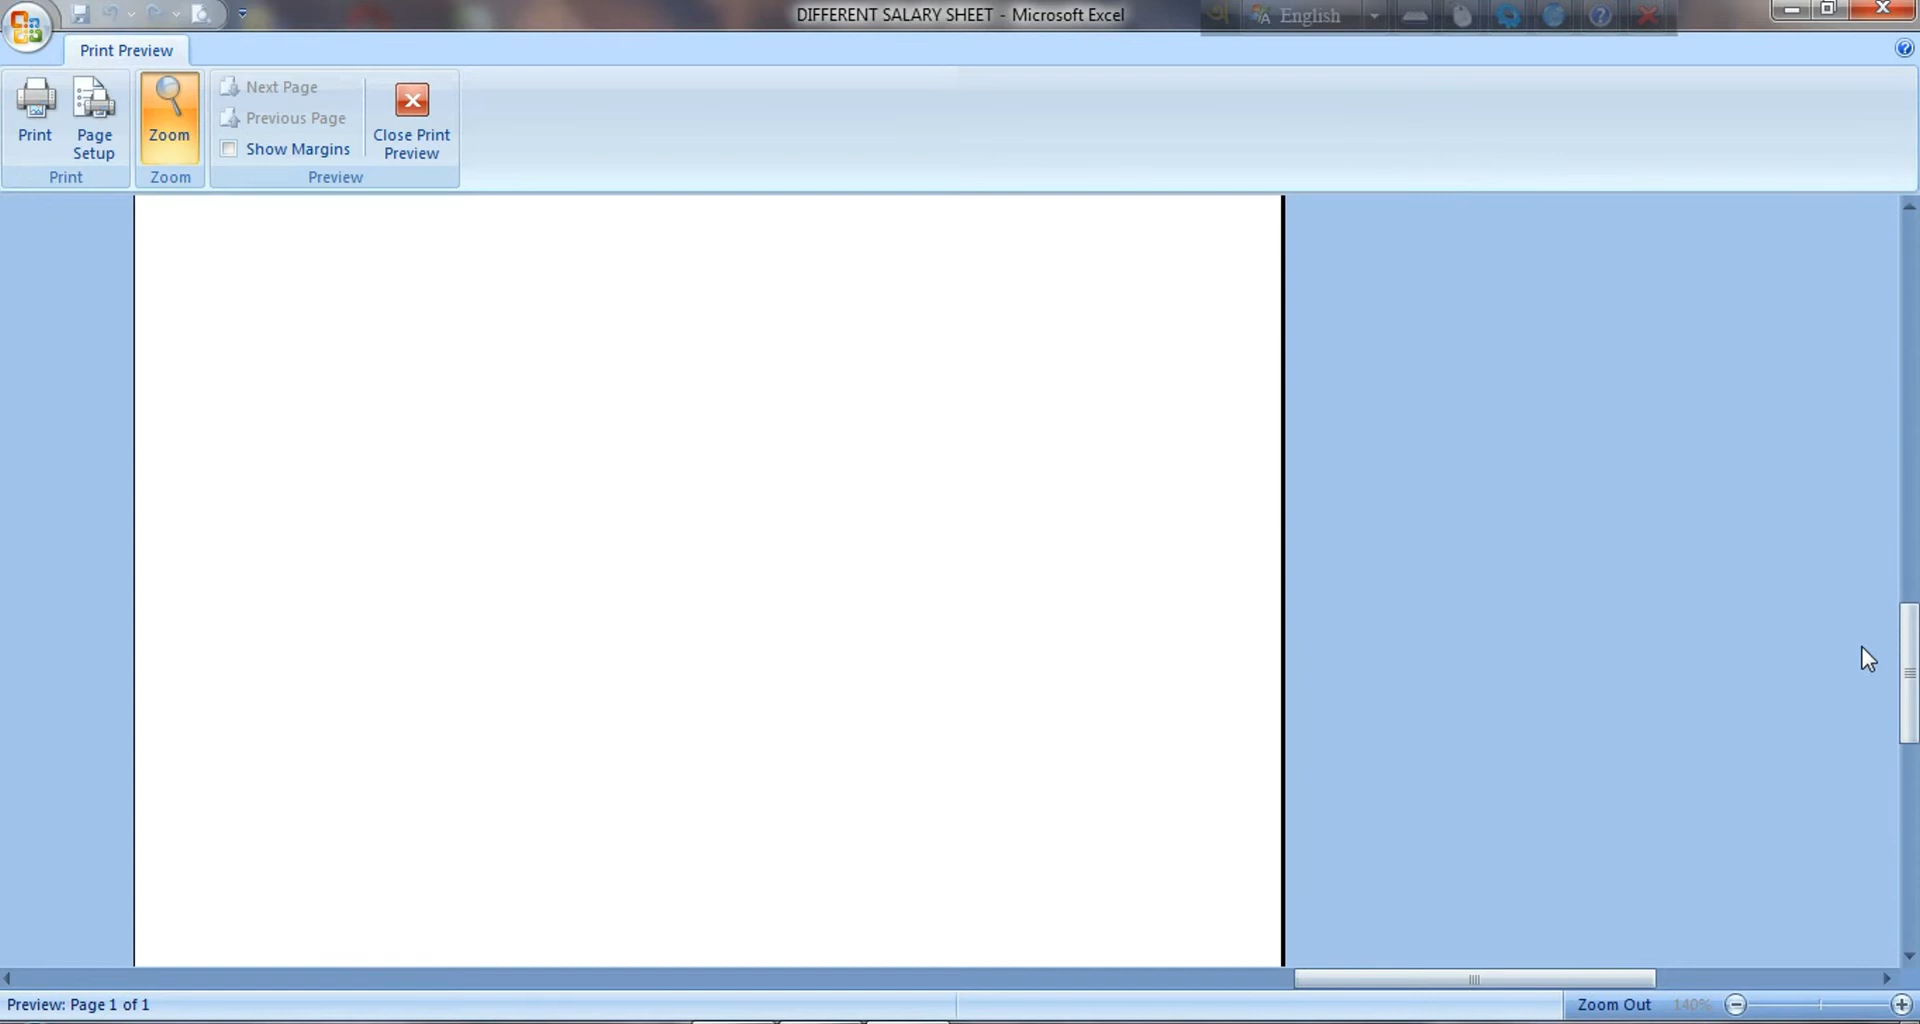 DIFFERENT SALARY SHEET - Microsoft Excel
English
Print Preview
Print
Page Setup
Zoom
Next Page
Previous Page
Show Margins
Close Print Preview
Print
Zoom
Preview
Preview: Page 1 of 1
Zoom Out
140%